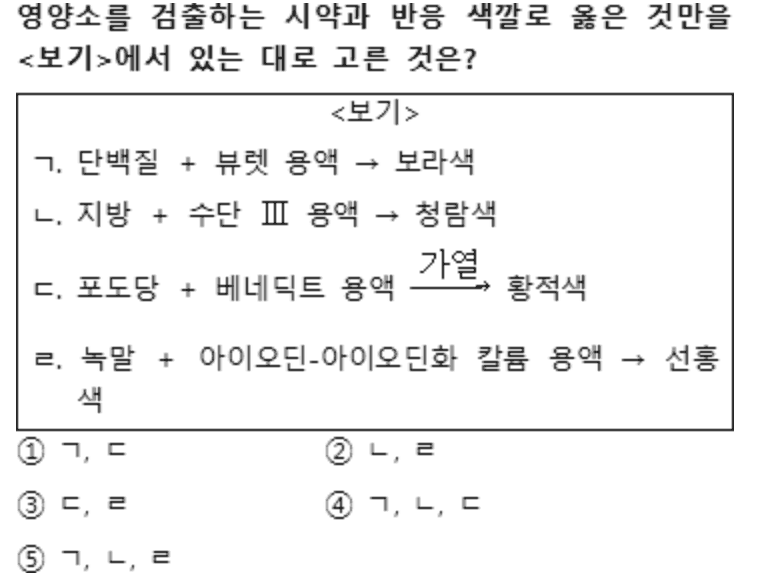 영양소를 검출하는 시약과 반응 색깔로 옳은 것만을
<보기>에서 있는 대로 고른 것은?
<보기>
ㄱ. 단백질 + 뷰렛 용액 → 보라색
ㄴ. 지방 + 수단 Ⅲ 용액 → 청람색
가열
ㄷ. 포도당 + 베네딕트 용액 → 황적색
ㄹ. 녹말 + 아이오딘-아이오딘화 칼륨 용액 → 선홍
색
① ㄱ, ㄷ ② ㄴ, ㄹ
③ ㄷ, ㄹ ④ ㄱ, ㄴ, ㄷ
⑤ ㄱ, ㄴ, ㄹ